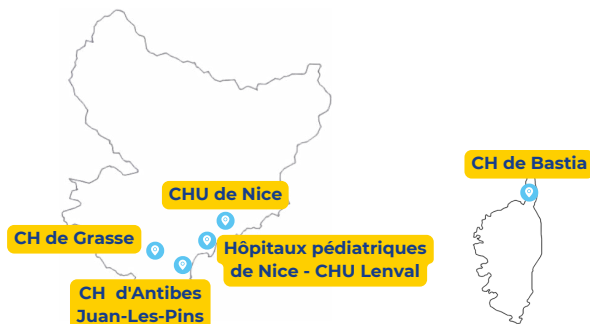 CHU de Nice
CH de Grasse
Hôpitaux pédiatriques
de Nice - CHU Lenval
CH d'Antibes
Juan-Les-Pins
CH de Bastia